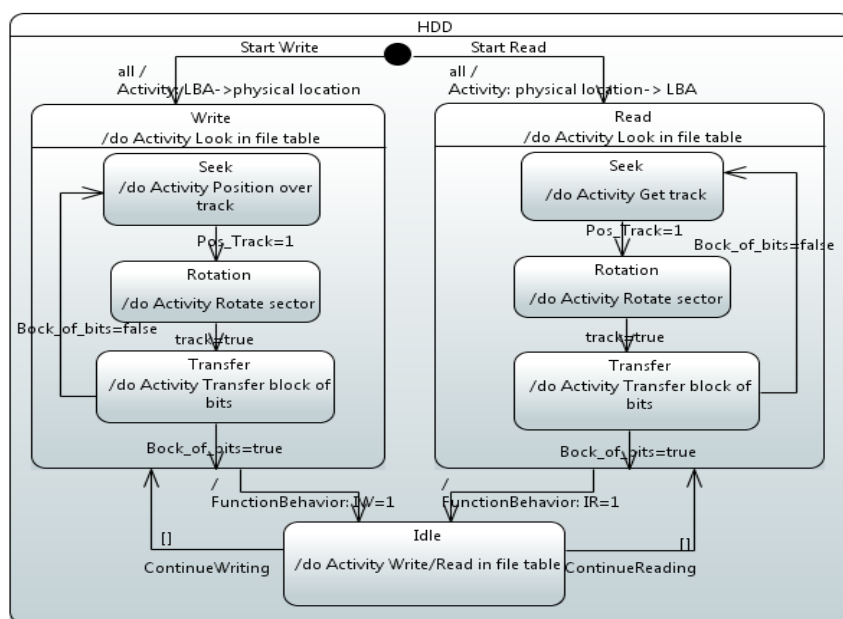 HDD
Start Write
Start Read
all /
Activity: LBA->physical location
all /
Activity: physical location-> LBA
Write
/do Activity Look in file table
Read
/do Activity Look in file table
Seek
/do Activity Position over
track
Seek
/do Activity Get track
Pos_Track=1
Pos_Track=1
Bock_of_bits=false
Rotation
/do Activity Rotate sector
Rotation
/do Activity Rotate sector
Bock_of_bits=false
track=true
track=true
Transfer
/do Activity Transfer block of
bits
Transfer
/do Activity Transfer block of
bits
Bock_of_bits=true
Bock_of_bits=true
/
FunctionBehavior: IW=1
/
FunctionBehavior: IR=1
Idle
/do Activity Write/Read in file table
[]
ContinueWriting
[]
ContinueReading